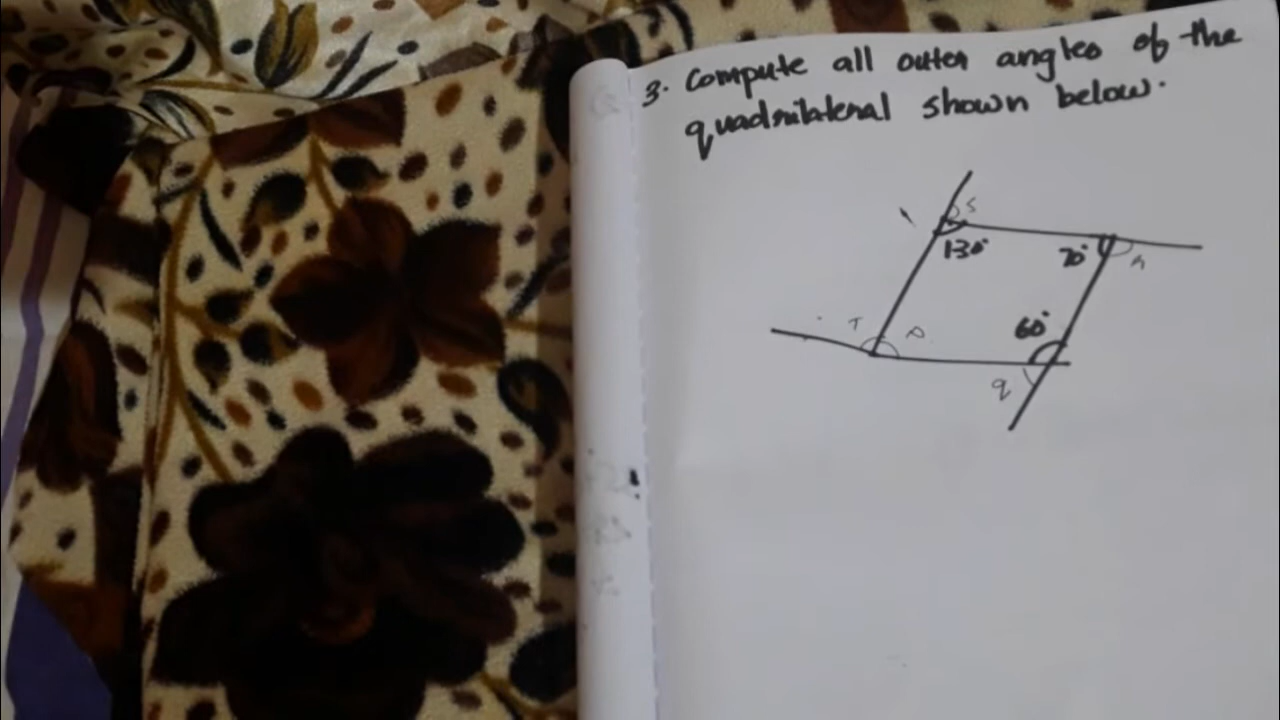 3. Compute all outer angles of the
quadrilateral shown below.
S
130°
70°
r
60°
T
P
q